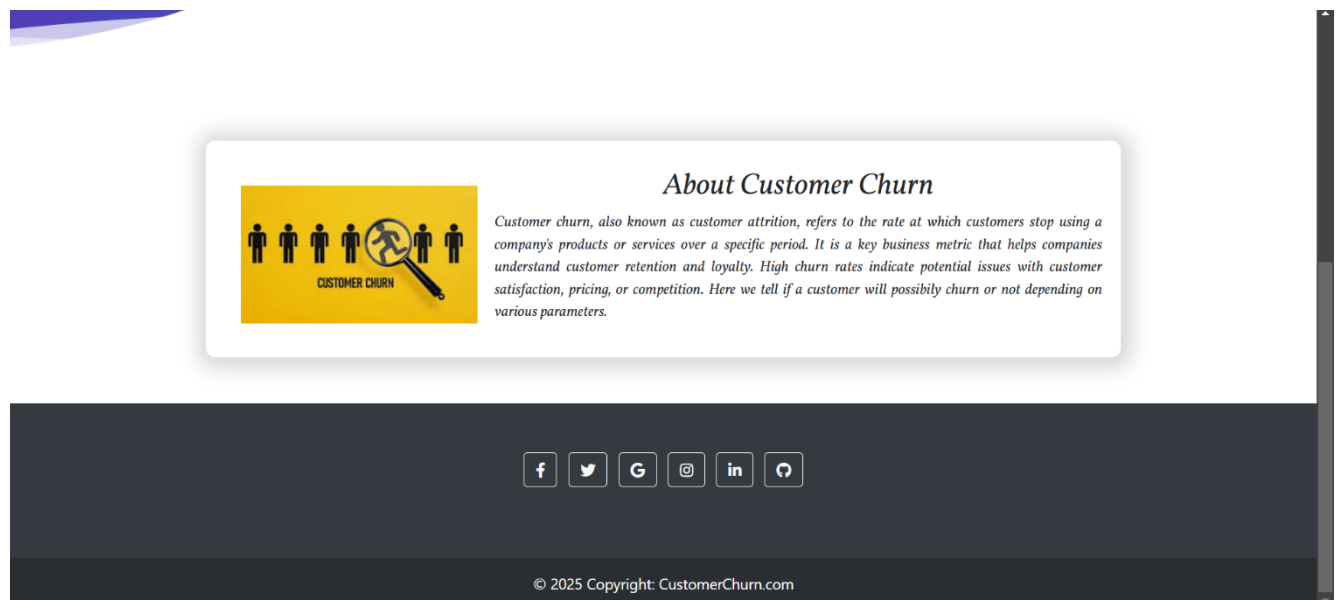 About Customer Churn
Customer churn, also known as customer attrition, refers to the rate at which customers stop using a
company's products or services over a specific period. It is a key business metric that helps companies
understand customer retention and loyalty. High churn rates indicate potential issues with customer
satisfaction, pricing, or competition. Here we tell if a customer will possibily churn or not depending on
various parameters.
CUSTOMER CHURN
© 2025 Copyright: CustomerChurn.com